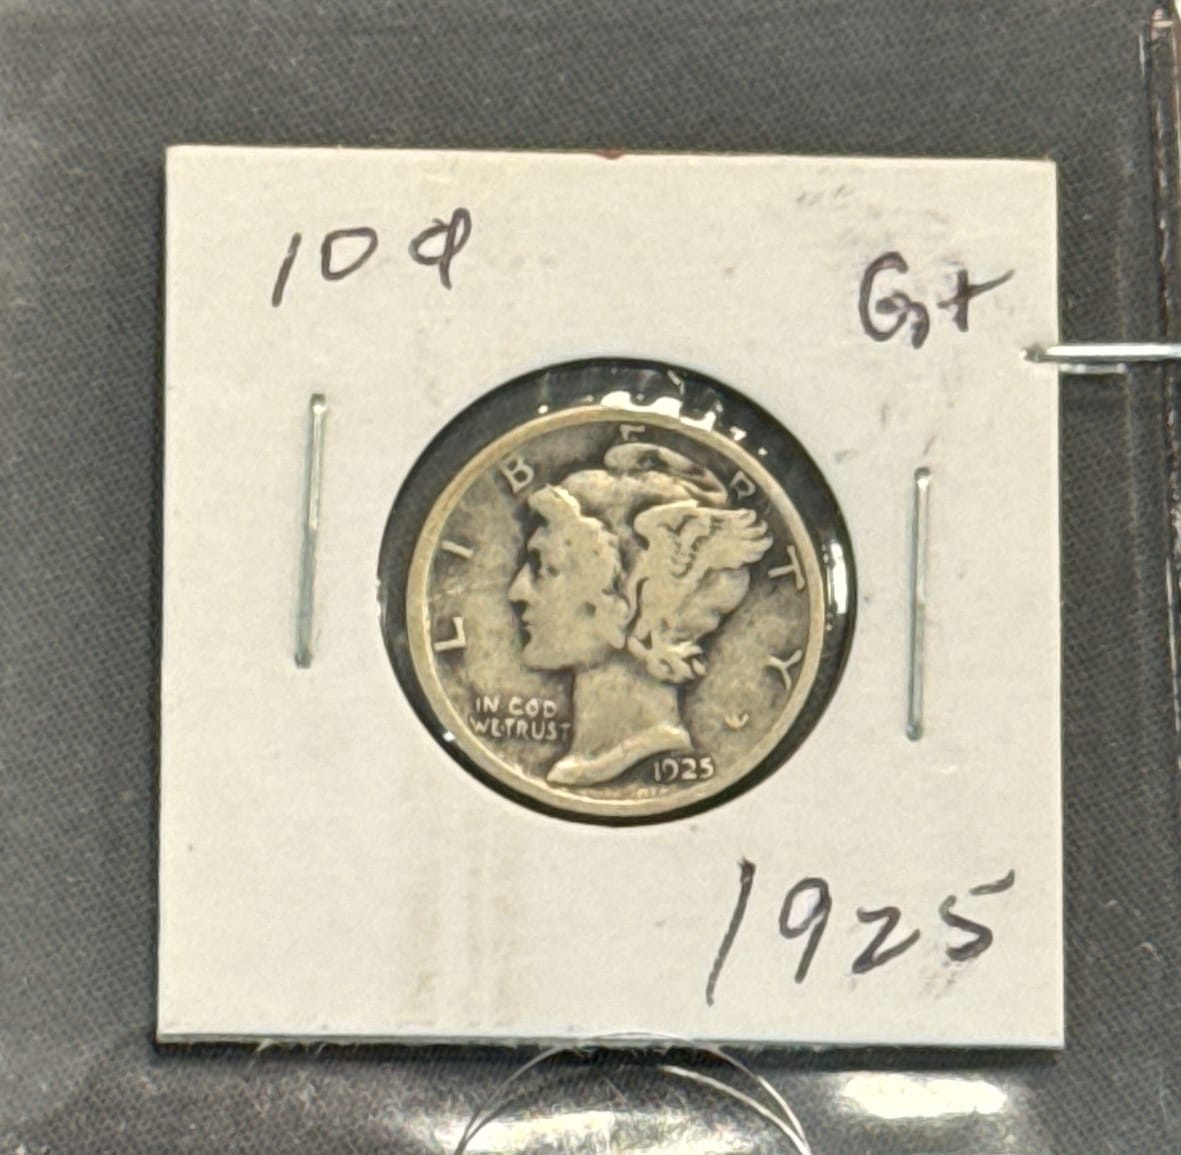 10¢ G+
LIBERTY
IN GOD
WE TRUST
1925
1925